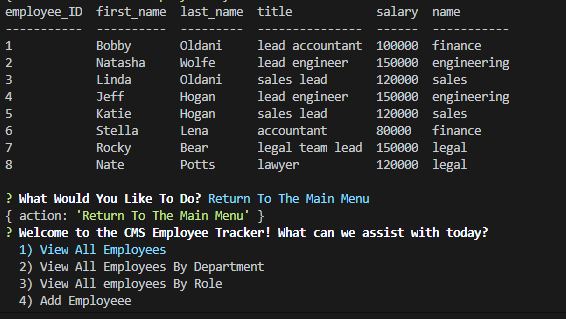 employee_ID first_name last_name title salary name
----------- ---------- --------- --------------- ------ -----------
1 Bobby Oldani lead accountant 100000 finance
2 Natasha Wolfe lead engineer 150000 engineering
3 Linda Oldani sales lead 120000 sales
4 Jeff Hogan lead engineer 150000 engineering
5 Katie Hogan sales lead 120000 sales
6 Stella Lena accountant 80000 finance
7 Rocky Bear legal team lead 150000 legal
8 Nate Potts lawyer 120000 legal
? What Would You Like To Do? Return To The Main Menu
{ action: 'Return To The Main Menu' }
? Welcome to the CMS Employee Tracker! What can we assist with today?
1) View All Employees
2) View All Employees By Department
3) View All employees By Role
4) Add Employeee